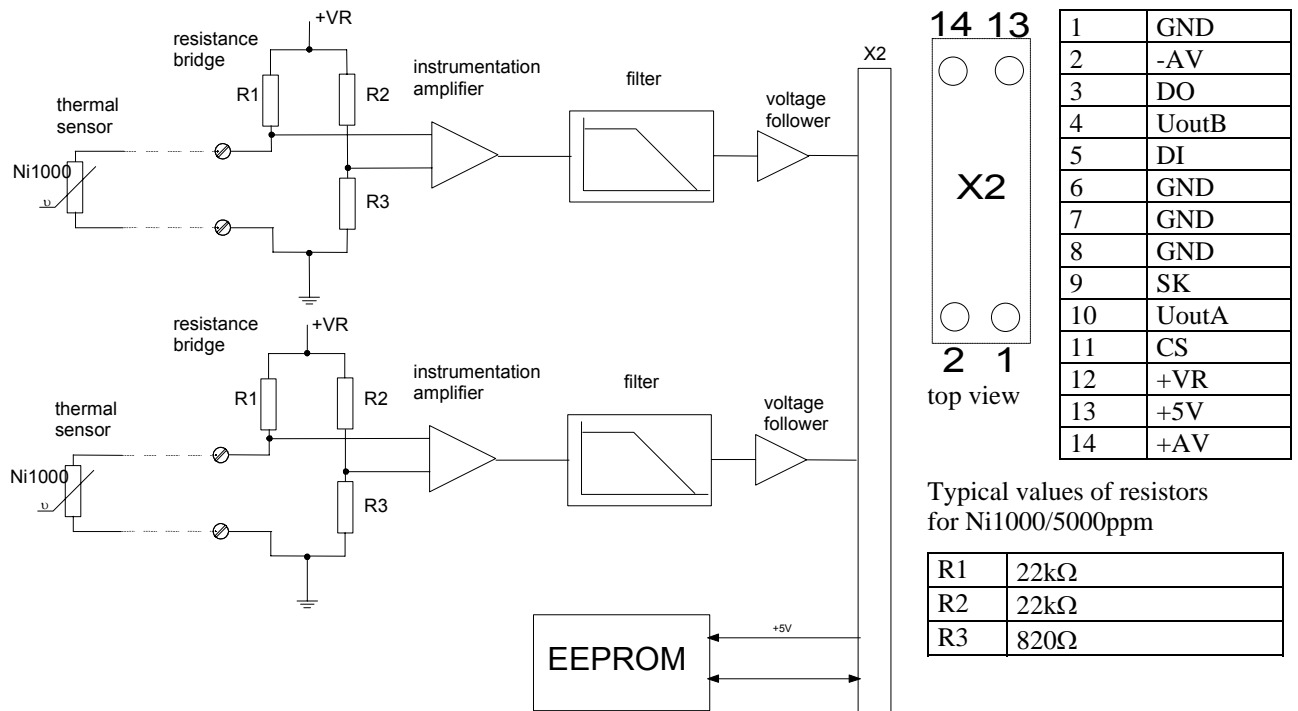 +VR
resistance
bridge
R1
R2
instrumentation
amplifier
filter
voltage
follower
X2
thermal
sensor
Ni1000
υ
R3
resistance
bridge
+VR
R1
R2
instrumentation
amplifier
filter
voltage
follower
thermal
sensor
Ni1000
υ
R3
EEPROM
+5V
14 13
X2
2 1
top view
1 GND
2 -AV
3 DO
4 UoutB
5 DI
6 GND
7 GND
8 GND
9 SK
10 UoutA
11 CS
12 +VR
13 +5V
14 +AV
Typical values of resistors
for Ni1000/5000ppm
R1 22kΩ
R2 22kΩ
R3 820Ω